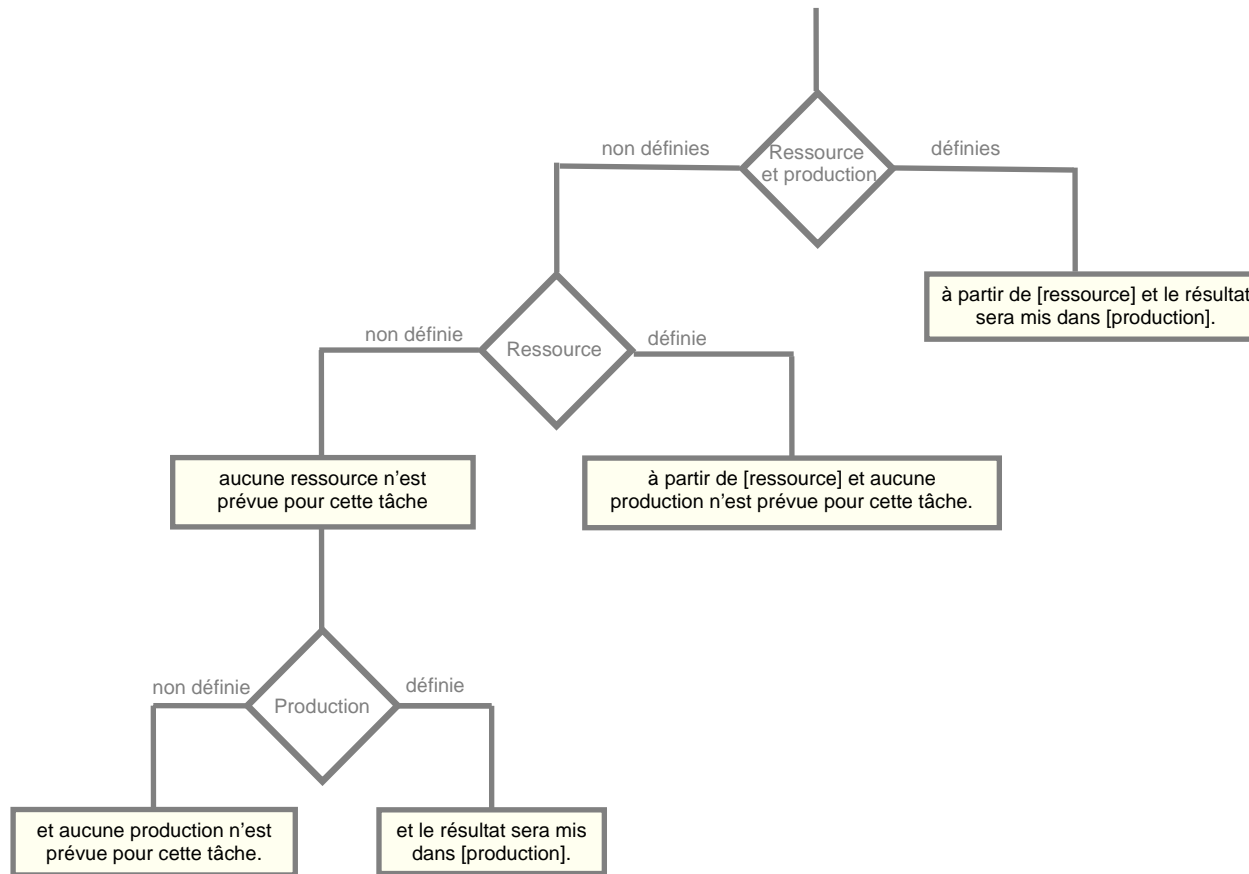 non définies
Ressource
et production
définies
à partir de [ressource] et le résultat
sera mis dans [production].
non définie
Ressource
définie
aucune ressource n’est
prévue pour cette tâche
à partir de [ressource] et aucune
production n’est prévue pour cette tâche.
non définie
Production
définie
et aucune production n’est
prévue pour cette tâche.
et le résultat sera mis
dans [production].